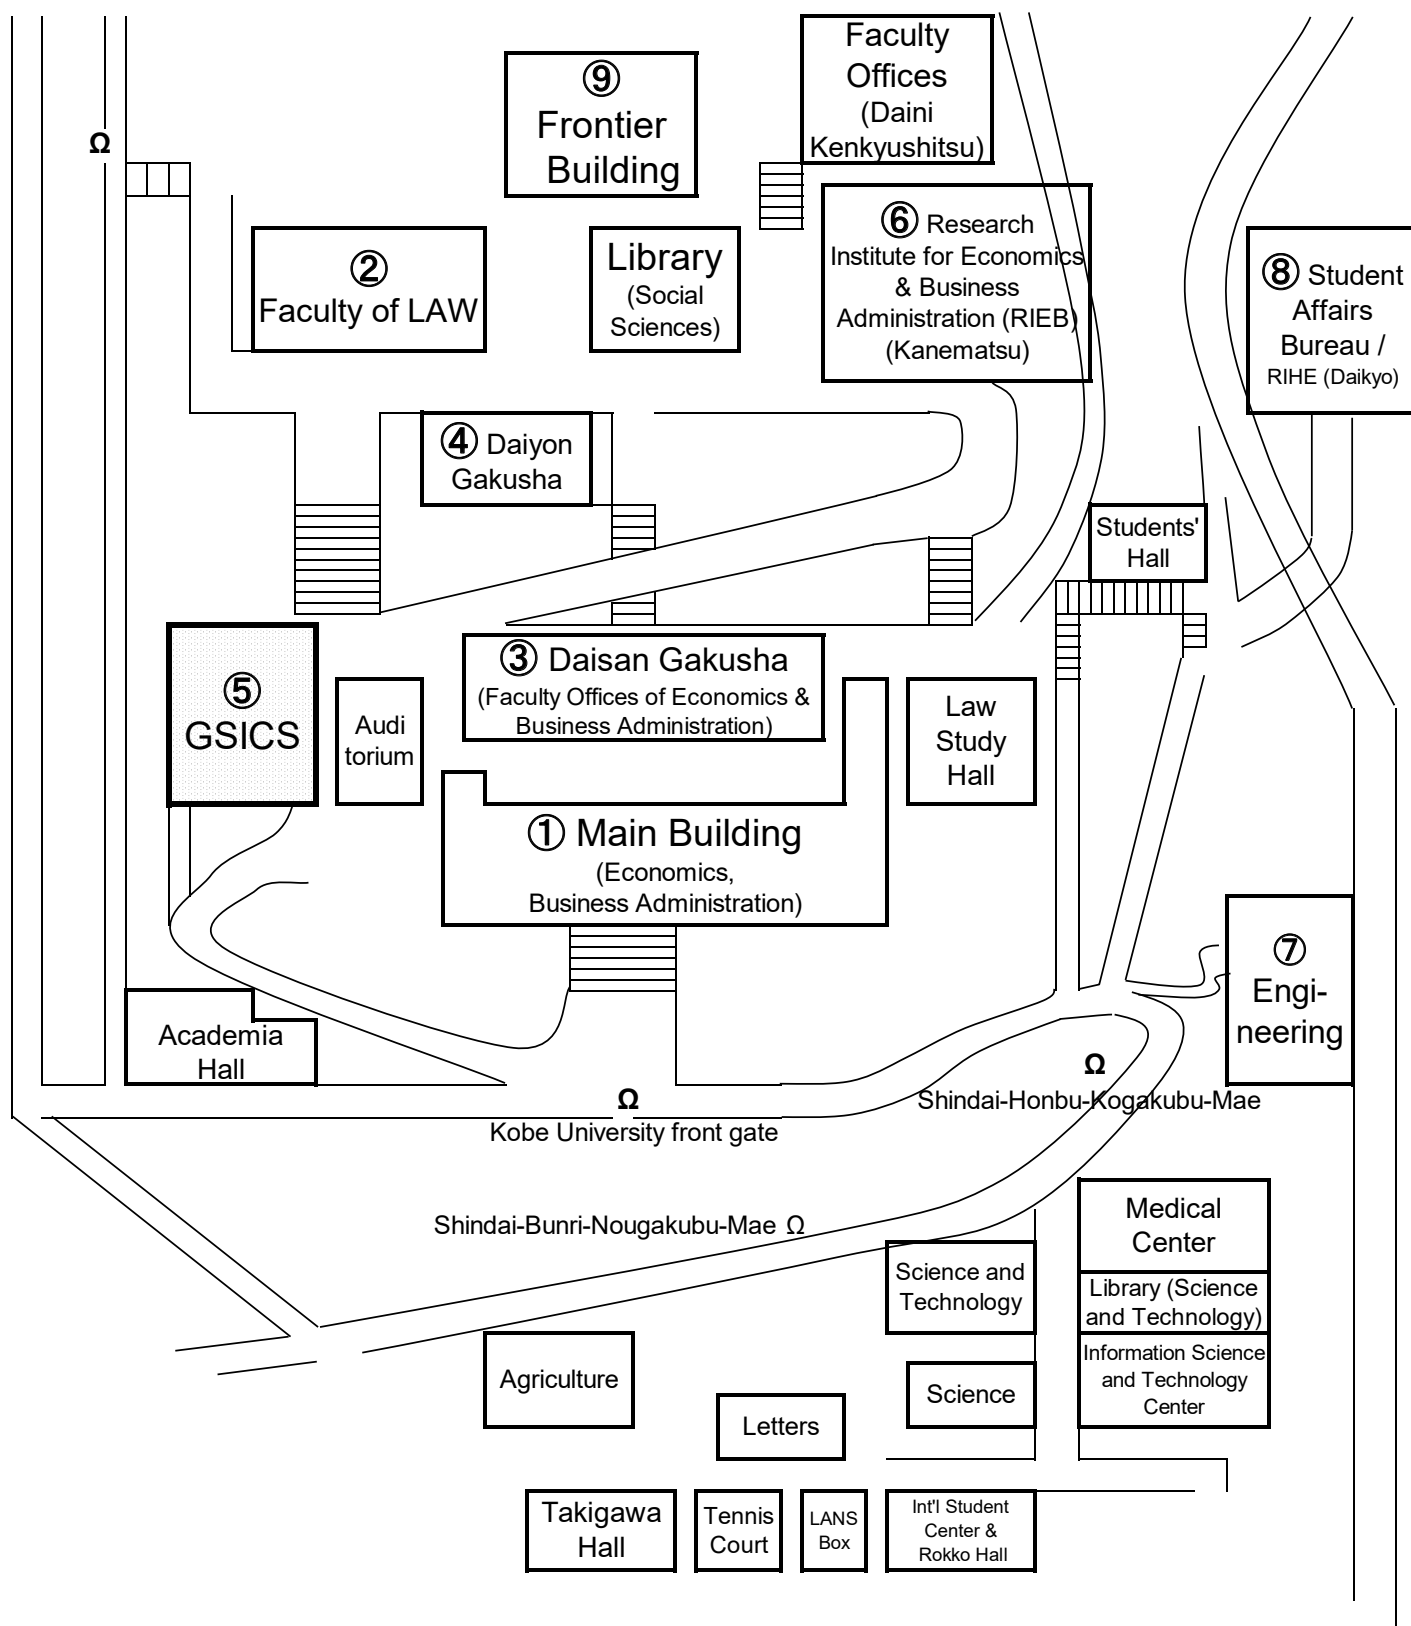 Faculty
Offices
(Daini
Kenkyushitsu)
⑨
Frontier
Building
Ω
⑥ Research
Institute for Economics
& Business
Administration (RIEB)
(Kanematsu)
②
Faculty of LAW
Library
(Social
Sciences)
⑧ Student
Affairs
Bureau /
RIHE (Daikyo)
④ Daiyon
Gakusha
Students'
Hall
③ Daisan Gakusha
(Faculty Offices of Economics &
Business Administration)
⑤
GSICS
Audi
torium
Law
Study
Hall
① Main Building
(Economics,
Business Administration)
⑦
Engi-
neering
Academia
Hall
Ω
Shindai-Honbu-Kogakubu-Mae
Ω
Kobe University front gate
Shindai-Bunri-Nougakubu-Mae Ω
Medical
Center
Science and
Technology
Library (Science
and Technology)
Information Science
and Technology
Center
Agriculture
Science
Letters
Takigawa
Hall
Tennis
Court
LANS
Box
Int'l Student
Center &
Rokko Hall